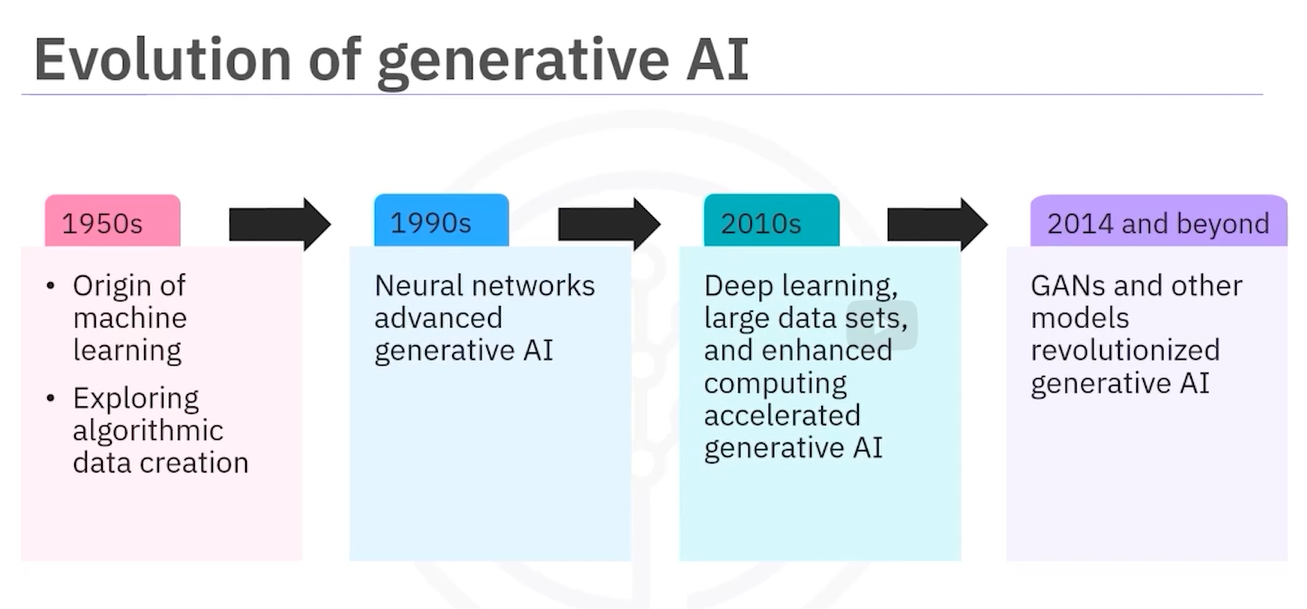 Evolution of generative AI
1950s
• Origin of
machine
learning
• Exploring
algorithmic
data creation
1990s
Neural networks
advanced
generative AI
2010s
Deep learning,
large data sets,
and enhanced
computing
accelerated
generative AI
2014 and beyond
GANs and other
models
revolutionized
generative AI